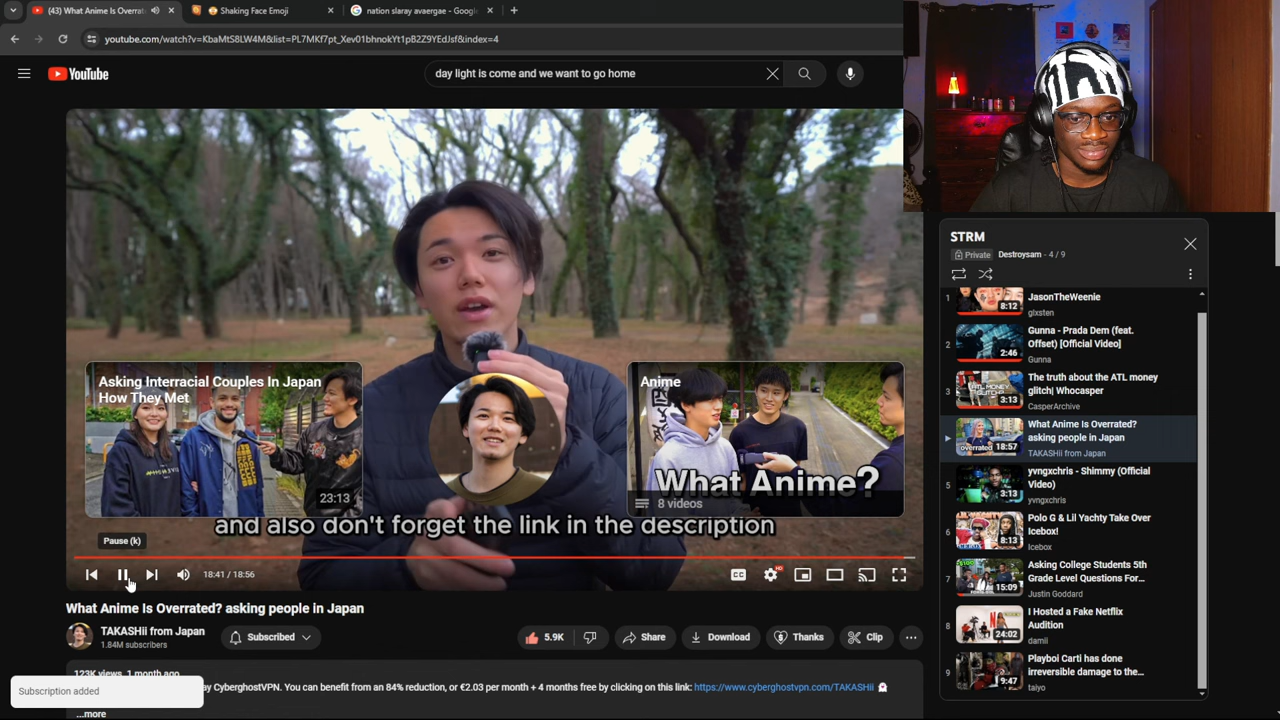 (43) What Anime Is Overrat
Shaking Face Emoji
nation slaray avaergae - Googl
youtube.com/watch?v=KbaMtS8LW4M&list=PL7MKf7pt_Xev01bhnokYt1pB2Z9YEdJsf&index=4
YouTube
day light is come and we want to go home
Asking Interracial Couples In Japan
How They Met
23:13
Anime
What Anime?
8 videos
and also don't forget the link in the description
Pause (k)
18:41 / 18:56
CC
HD
What Anime Is Overrated? asking people in Japan
TAKASHii from Japan
1.84M subscribers
Subscribed
5.9K
Share
Download
Thanks
Clip
123K views 1 month ago
y CyberghostVPN. You can benefit from an 84% reduction, or €2.03 per month + 4 months free by clicking on this link: https://www.cyberghostvpn.com/TAKASHii
...more
Subscription added
STRM
Private
Destroysam - 4 / 9
1
JasonTheWeenie
glxsten
8:12
2
Gunna - Prada Dem (feat.
Offset) [Official Video]
Gunna
2:46
3
The truth about the ATL money
glitch| Whocasper
CasperArchive
ATL MONEY
3:13
What Anime Is Overrated?
asking people in Japan
TAKASHii from Japan
overrated
18:57
5
yvngxchris - Shimmy (Official
Video)
yvngxchris
3:13
6
Polo G & Lil Yachty Take Over
Icebox!
Icebox
8:13
7
Asking College Students 5th
Grade Level Questions For...
Justin Goddard
15:09
8
I Hosted a Fake Netflix
Audition
damii
24:02
9
Playboi Carti has done
irreversible damage to the...
taiyo
9:47